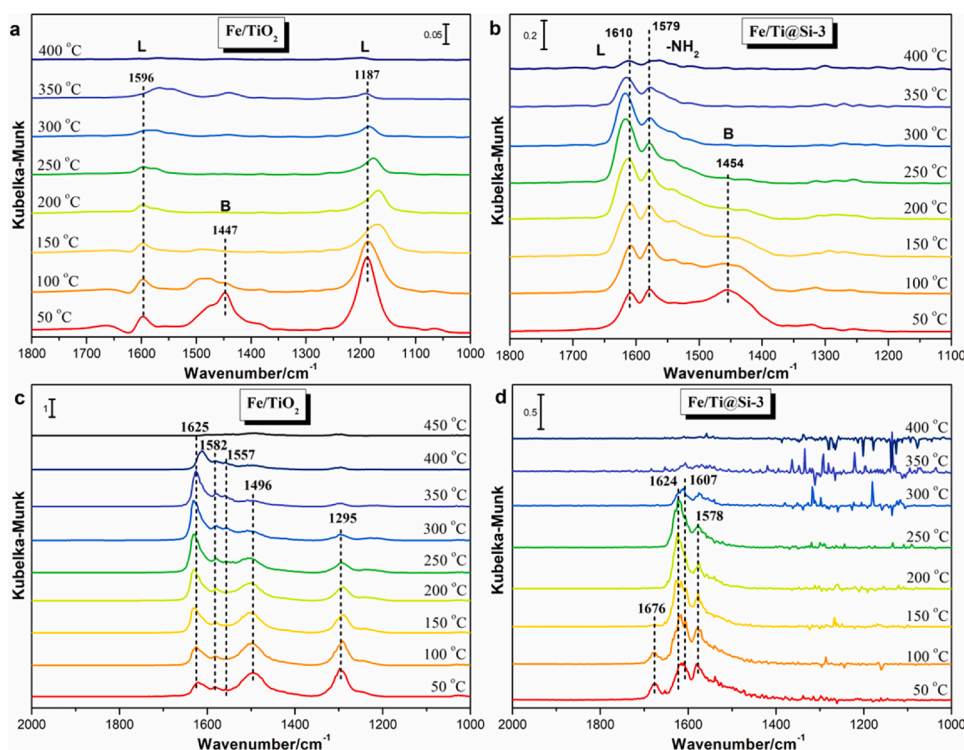 a
Fe/TiO2
0.05
400 °C
L
L
1596
1187
350 °C
300 °C
250 °C
200 °C
B
150 °C
1447
100 °C
50 °C
Kubelka-Munk
1800 1700 1600 1500 1400 1300 1200 1100 1000
Wavenumber/cm-1
b
0.2
1610
1579
Fe/Ti@Si-3
L
-NH2
400 °C
350 °C
300 °C
B
1454
250 °C
200 °C
150 °C
100 °C
50 °C
Kubelka-Munk
1800 1700 1600 1500 1400 1300 1200 1100
Wavenumber/cm-1
c
1
Fe/TiO2
1625
1582
1557
1496
1295
450 °C
400 °C
350 °C
300 °C
250 °C
200 °C
150 °C
100 °C
50 °C
Kubelka-Munk
2000 1800 1600 1400 1200 1000
Wavenumber/cm-1
d
0.5
Fe/Ti@Si-3
400 °C
350 °C
1624
1607
300 °C
1578
250 °C
200 °C
1676
150 °C
100 °C
50 °C
Kubelka-Munk
2000 1800 1600 1400 1200 1000
Wavenumber/cm-1